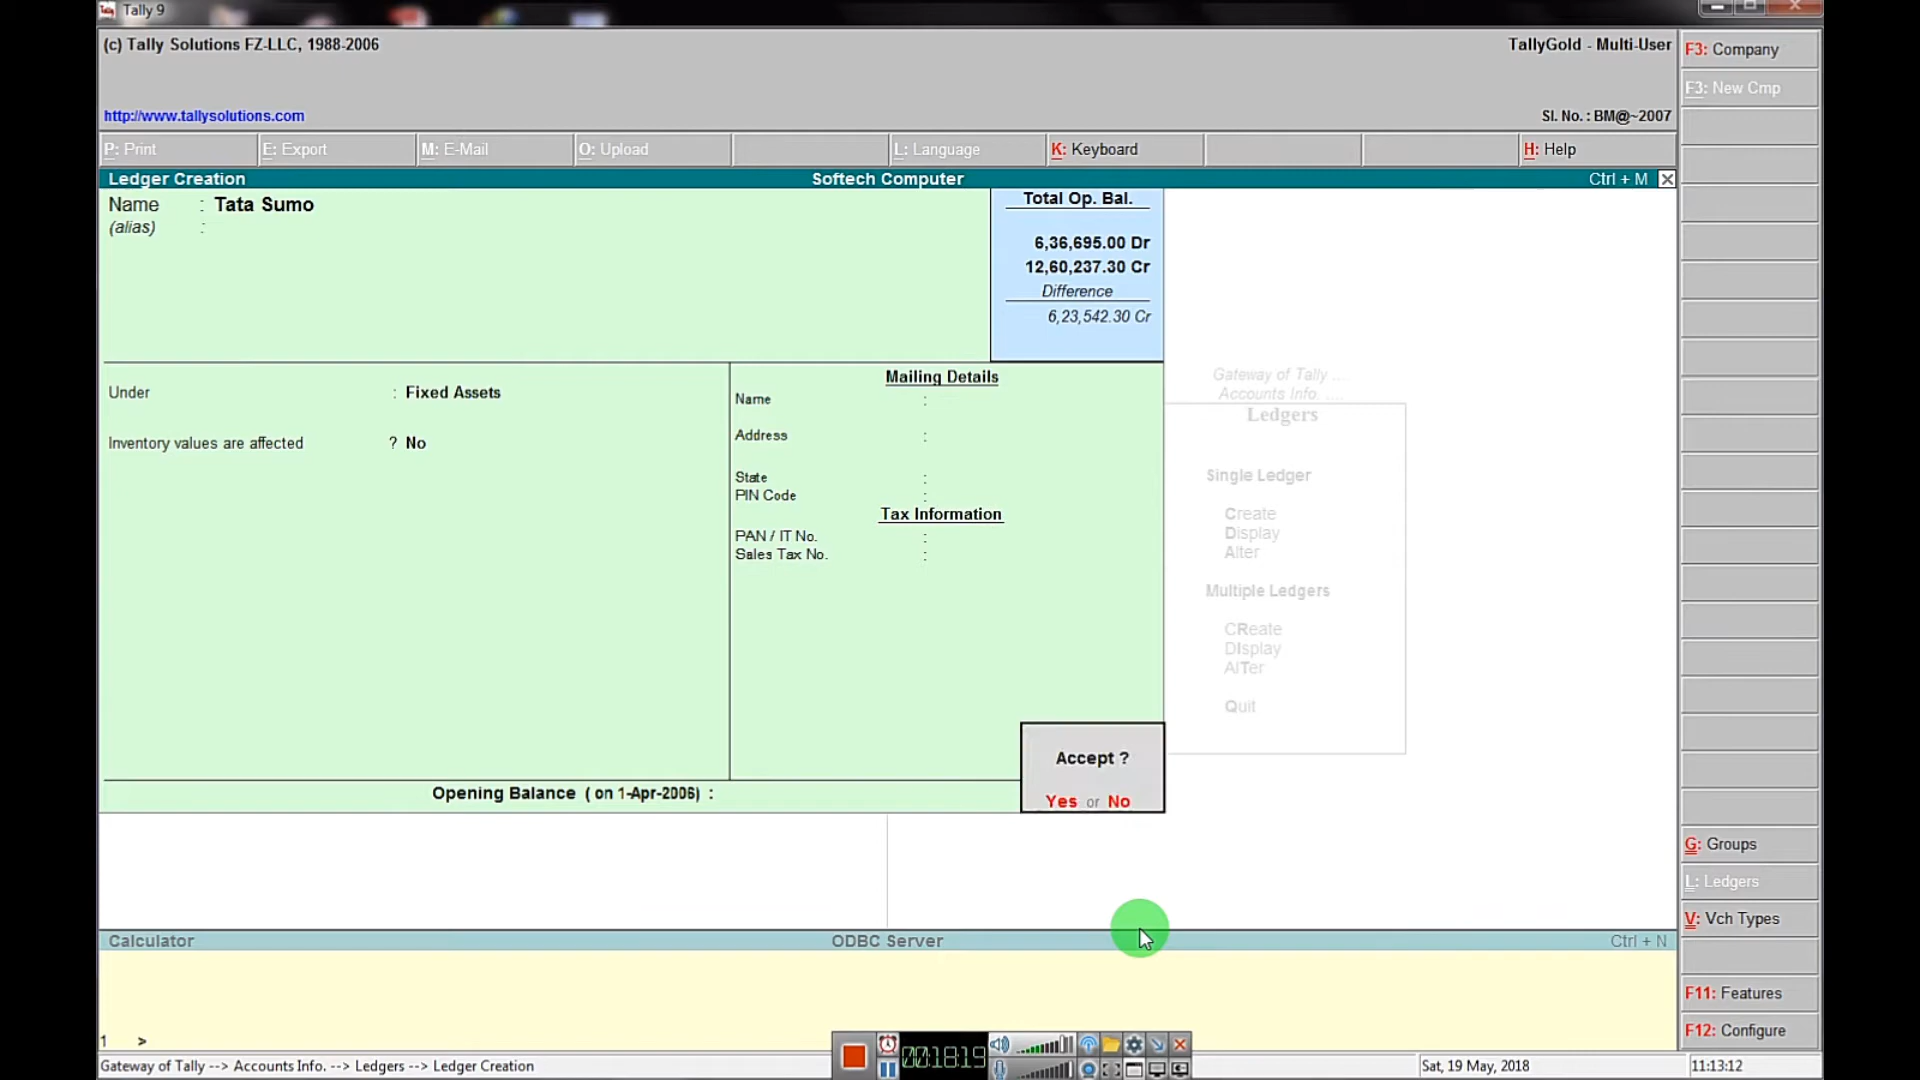 Tally 9
(c) Tally Solutions FZ-LLC, 1988-2006
TallyGold - Multi-User
http://www.tallysolutions.com
Sl. No. : BM@~2007
P: Print
E: Export
M: E-Mail
O: Upload
L: Language
K: Keyboard
H: Help
Ledger Creation
Softech Computer
Ctrl + M
Name : Tata Sumo
(alias) :
Total Op. Bal.
6,36,695.00 Dr
12,60,237.30 Cr
Difference
6,23,542.30 Cr
Under : Fixed Assets
Inventory values are affected ? No
Mailing Details
Name :
Address :
State :
PIN Code :
Tax Information
PAN / IT No. :
Sales Tax No. :
Opening Balance ( on 1-Apr-2006) :
Accept ?
Yes or No
Gateway of Tally ...
Accounts Info. ....
Ledgers
Single Ledger
Create
Display
Alter
Multiple Ledgers
CReate
DIsplay
AlTer
Quit
F3: Company
F3: New Cmp
G: Groups
L: Ledgers
V: Vch Types
F11: Features
F12: Configure
Calculator
ODBC Server
Ctrl + N
1 >
00:18:19
Gateway of Tally --> Accounts Info. --> Ledgers --> Ledger Creation
Sat, 19 May, 2018
11:13:12